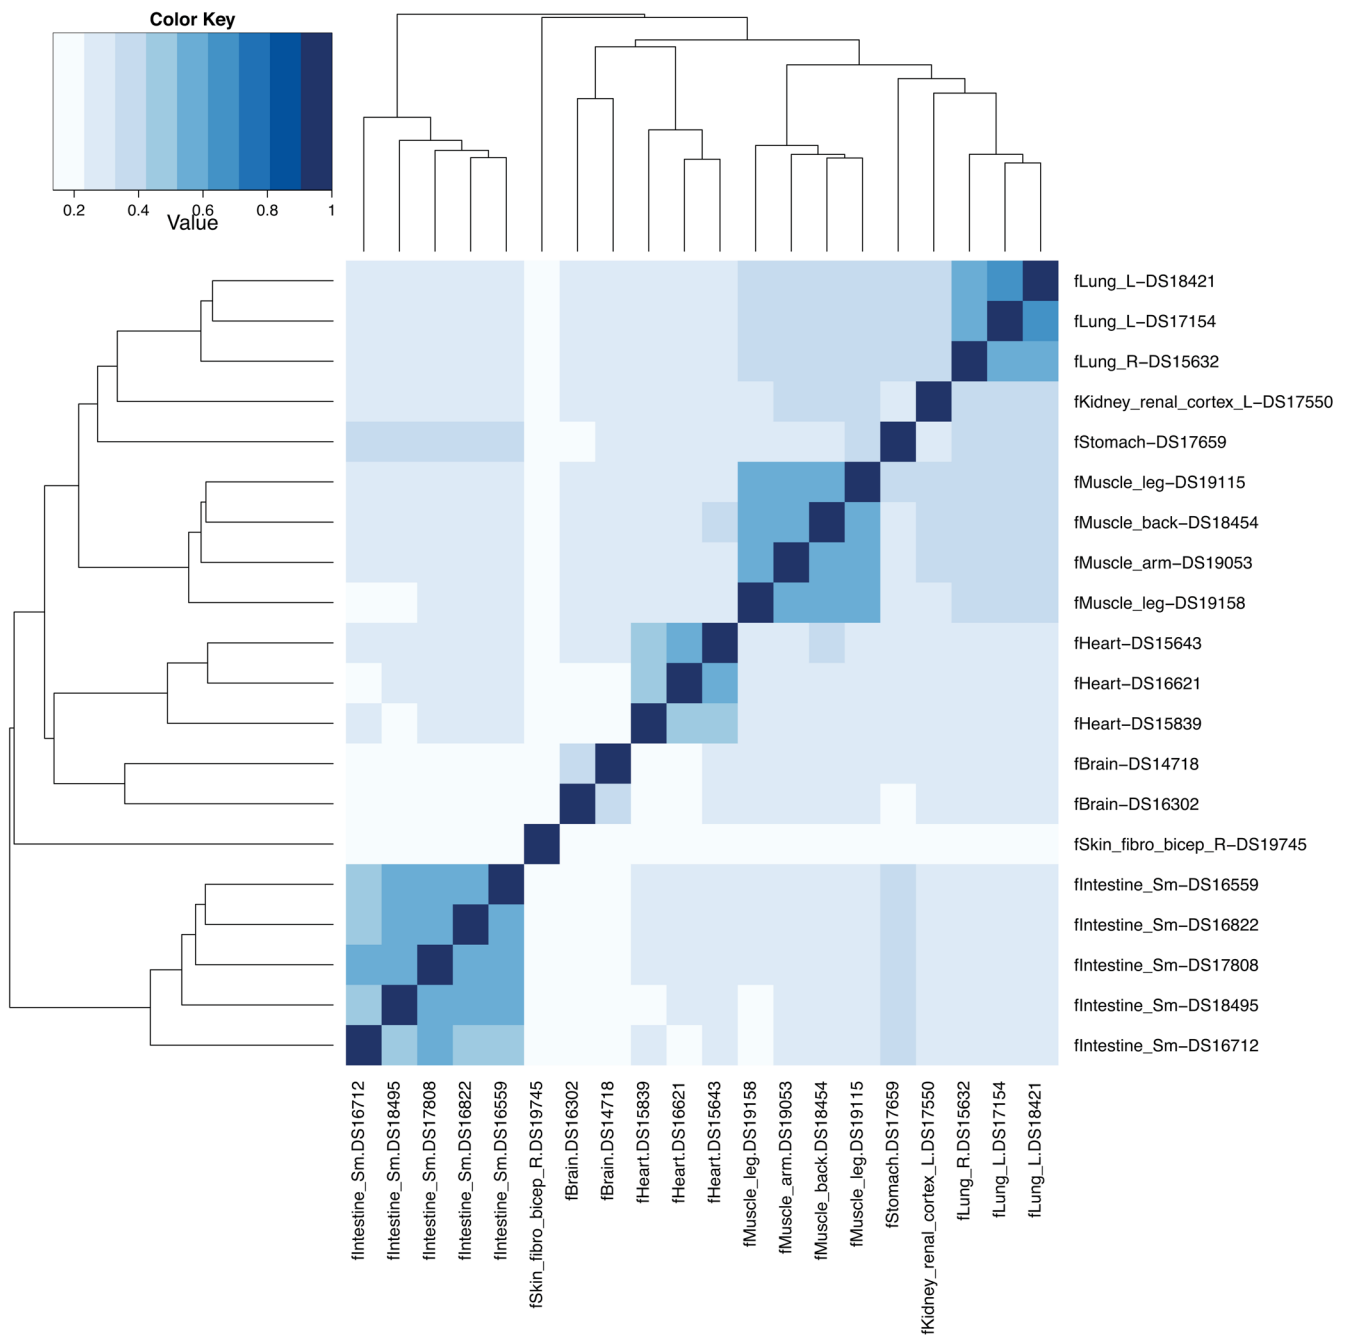 Color Key
0.2 0.4 0.6 0.8 1
Value
fLung_L−DS18421
fLung_L−DS17154
fLung_R−DS15632
fKidney_renal_cortex_L−DS17550
fStomach−DS17659
fMuscle_leg−DS19115
fMuscle_back−DS18454
fMuscle_arm−DS19053
fMuscle_leg−DS19158
fHeart−DS15643
fHeart−DS16621
fHeart−DS15839
fBrain−DS14718
fBrain−DS16302
fSkin_fibro_bicep_R−DS19745
fIntestine_Sm−DS16559
fIntestine_Sm−DS16822
fIntestine_Sm−DS17808
fIntestine_Sm−DS18495
fIntestine_Sm−DS16712
fIntestine_Sm.DS16712
fIntestine_Sm.DS18495
fIntestine_Sm.DS17808
fIntestine_Sm.DS16822
fIntestine_Sm.DS16559
fSkin_fibro_bicep_R.DS19745
fBrain.DS16302
fBrain.DS14718
fHeart.DS15839
fHeart.DS16621
fHeart.DS15643
fMuscle_leg.DS19158
fMuscle_arm.DS19053
fMuscle_back.DS18454
fMuscle_leg.DS19115
fStomach.DS17659
fKidney_renal_cortex_L.DS17550
fLung_R.DS15632
fLung_L.DS17154
fLung_L.DS18421